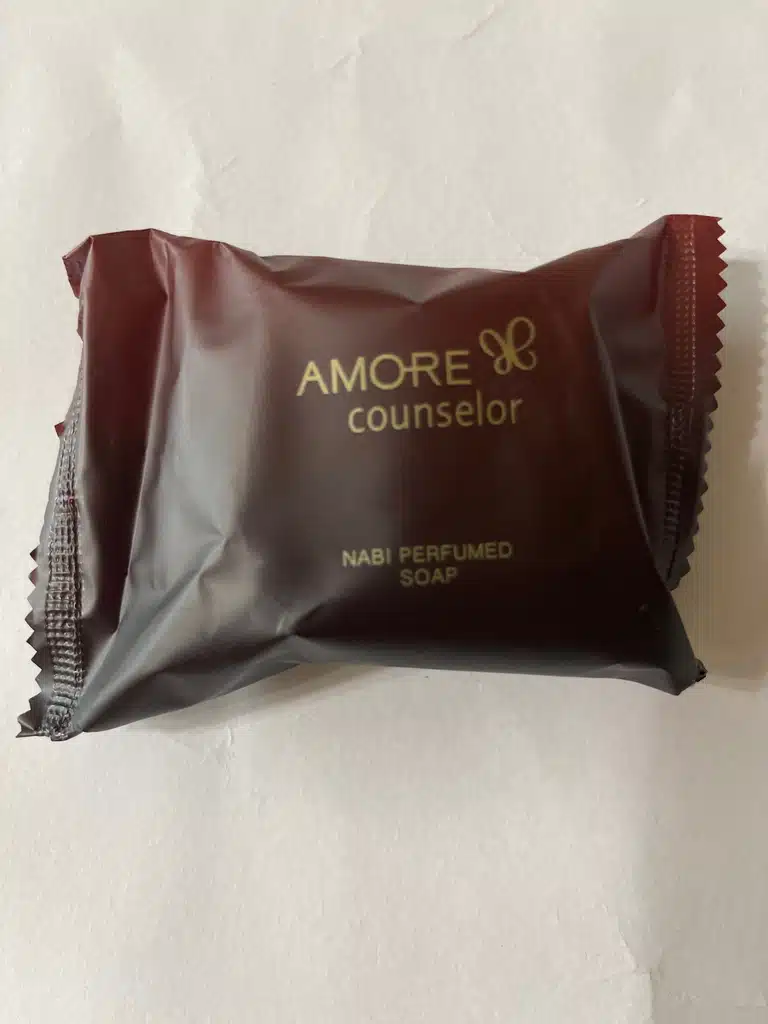 AMORE
counselor
NABI PERFUMED
SOAP